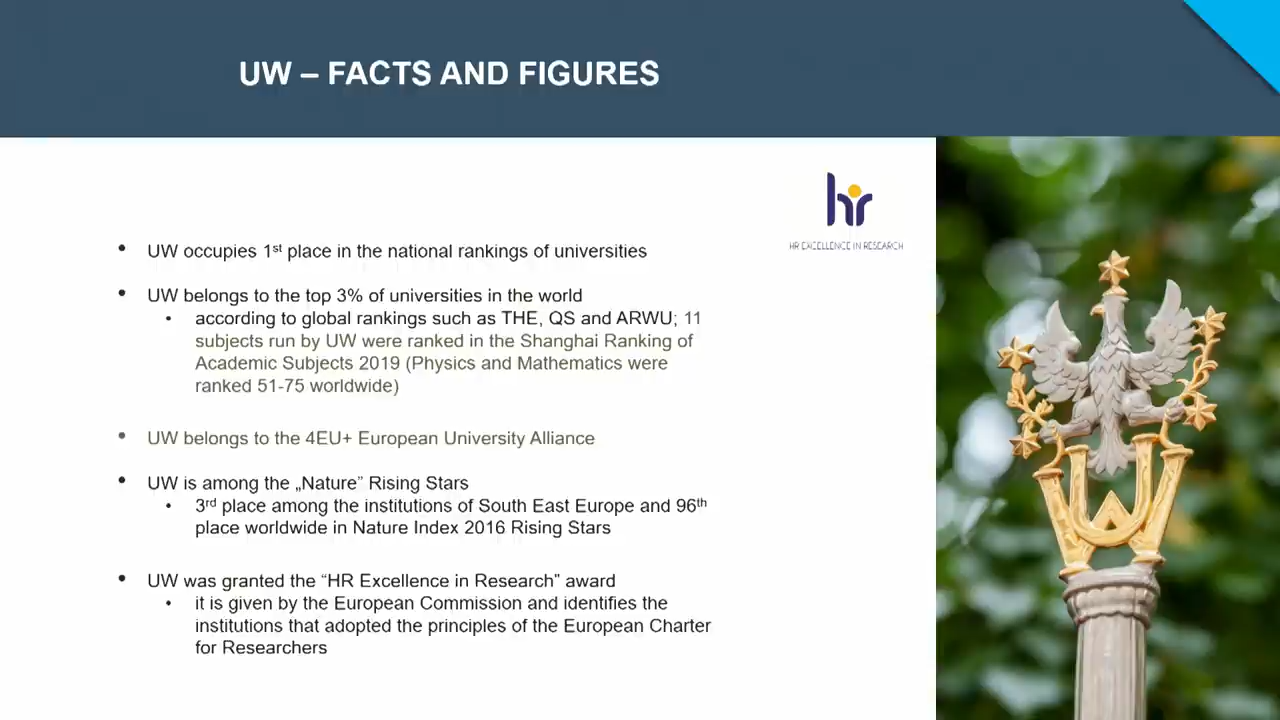 UW – FACTS AND FIGURES
hr
HR EXCELLENCE IN RESEARCH
• UW occupies 1st place in the national rankings of universities
• UW belongs to the top 3% of universities in the world
• according to global rankings such as THE, QS and ARWU; 11
subjects run by UW were ranked in the Shanghai Ranking of
Academic Subjects 2019 (Physics and Mathematics were
ranked 51-75 worldwide)
• UW belongs to the 4EU+ European University Alliance
• UW is among the „Nature” Rising Stars
• 3rd place among the institutions of South East Europe and 96th
place worldwide in Nature Index 2016 Rising Stars
• UW was granted the “HR Excellence in Research” award
• it is given by the European Commission and identifies the
institutions that adopted the principles of the European Charter
for Researchers
UW